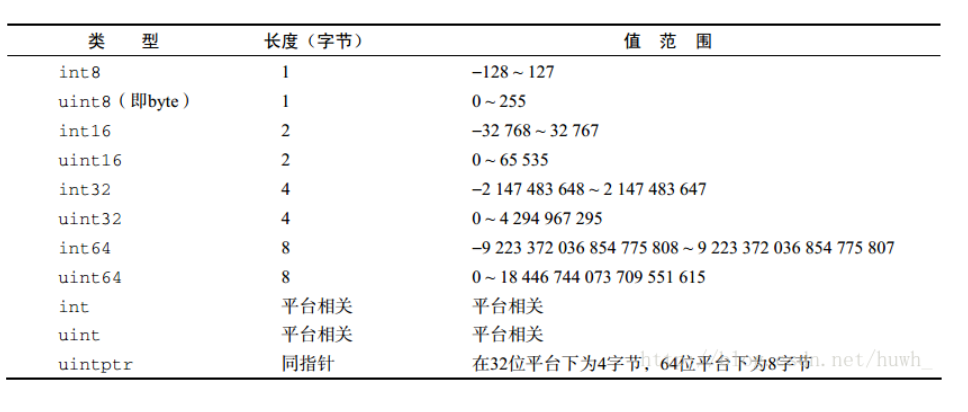 类 型 长度（字节） 值 范 围
int8 1 −128 ~ 127
uint8（即byte） 1 0 ~ 255
int16 2 −32 768 ~ 32 767
uint16 2 0 ~ 65 535
int32 4 −2 147 483 648 ~ 2 147 483 647
uint32 4 0 ~ 4 294 967 295
int64 8 −9 223 372 036 854 775 808 ~ 9 223 372 036 854 775 807
uint64 8 0 ~ 18 446 744 073 709 551 615
int 平台相关 平台相关
uint 平台相关 平台相关
uintptr 同指针 在32位平台下为4字节，64位平台下为8字节